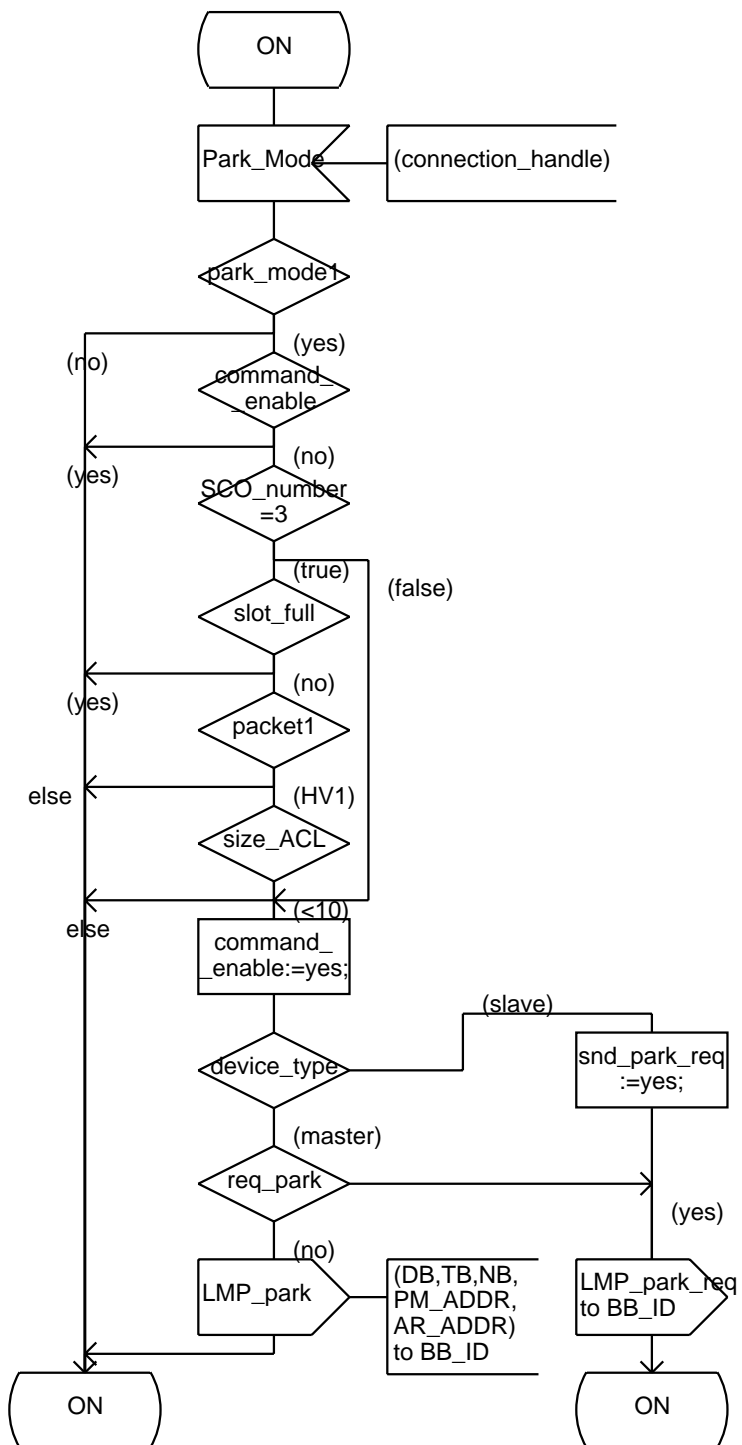 ON
Park_Mode
(connection_handle)
park_mode1
(no)
(yes)
command_
_enable
(yes)
(no)
SCO_number
=3
(true)
(false)
slot_full
(yes)
(no)
packet1
else
(HV1)
size_ACL
else
(<10)
command_
_enable:=yes;
(slave)
device_type
snd_park_req
:=yes;
(master)
req_park
(yes)
(no)
LMP_park
(DB,TB,NB,
PM_ADDR,
AR_ADDR)
to BB_ID
LMP_park_req
to BB_ID
ON
ON